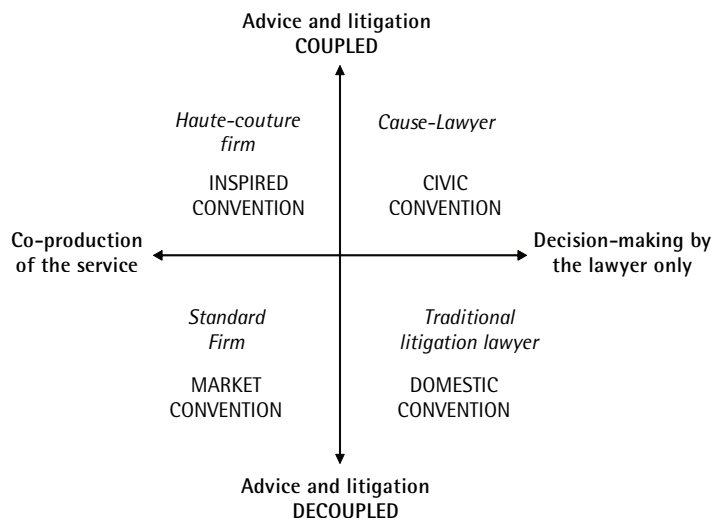 Advice and litigation
COUPLED
Haute-couture
firm
Cause-Lawyer
INSPIRED
CONVENTION
CIVIC
CONVENTION
Co-production
of the service
Decision-making by
the lawyer only
Standard
Firm
Traditional
litigation lawyer
MARKET
CONVENTION
DOMESTIC
CONVENTION
Advice and litigation
DECOUPLED